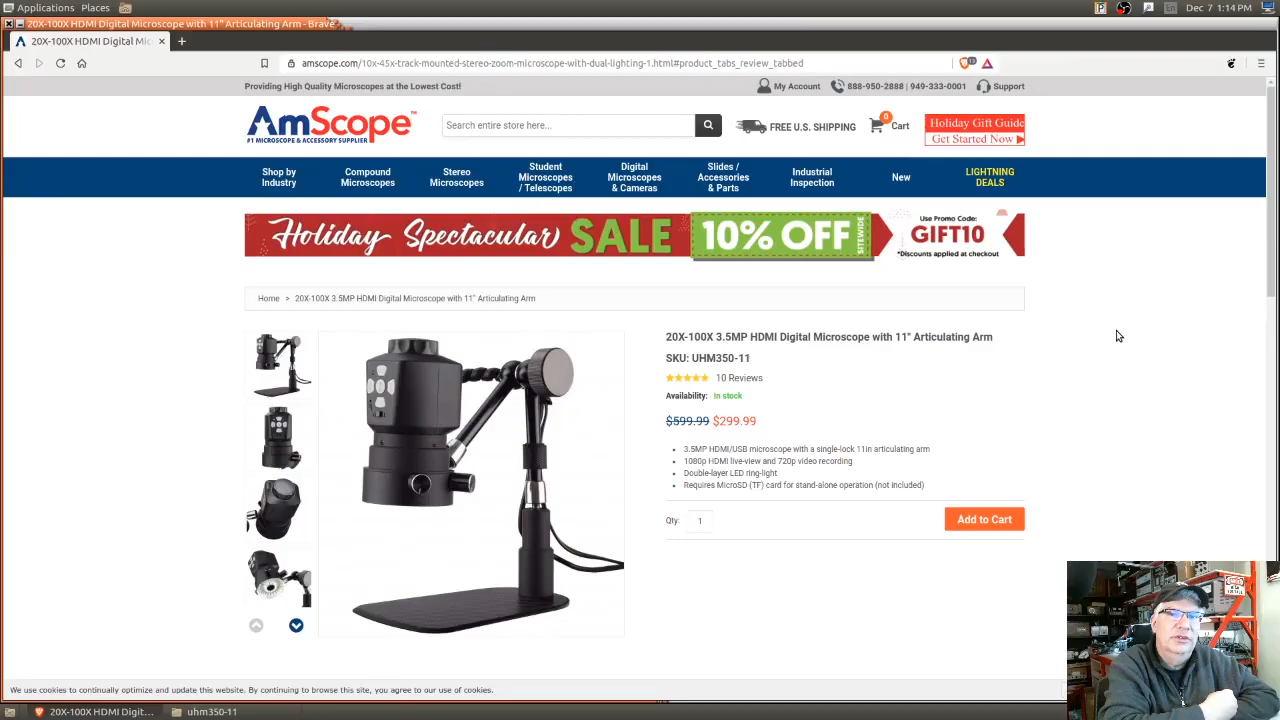 Applications Places
En Dec 7 1:14 PM
20X-100X HDMI Digital Microscope with 11" Articulating Arm - Brave
20X-100X HDMI Digital Mic
amscope.com/10x-45x-track-mounted-stereo-zoom-microscope-with-dual-lighting-1.html#product_tabs_review_tabbed
Providing High Quality Microscopes at the Lowest Cost!
My Account
888-950-2888 | 949-333-0001
Support
AmScope™
#1 MICROSCOPE & ACCESSORY SUPPLIER
Search entire store here...
FREE U.S. SHIPPING
0
Cart
Holiday Gift Guide
Get Started Now
Shop by
Industry
Compound
Microscopes
Stereo
Microscopes
Student
Microscopes
/ Telescopes
Digital
Microscopes
& Cameras
Slides /
Accessories
& Parts
Industrial
Inspection
New
LIGHTNING
DEALS
Holiday Spectacular SALE 10% OFF SITEWIDE
Use Promo Code:
GIFT10
*Discounts applied at checkout
Home > 20X-100X 3.5MP HDMI Digital Microscope with 11" Articulating Arm
20X-100X 3.5MP HDMI Digital Microscope with 11" Articulating Arm
SKU: UHM350-11
10 Reviews
Availability: In stock
$599.99 $299.99
3.5MP HDMI/USB microscope with a single-lock 11in articulating arm
1080p HDMI live-view and 720p video recording
Double-layer LED ring-light
Requires MicroSD (TF) card for stand-alone operation (not included)
Qty: 1
Add to Cart
We use cookies to continually optimize and update this website. By continuing to browse this site, you agree to our use of cookies.
20X-100X HDMI Digit...
uhm350-11